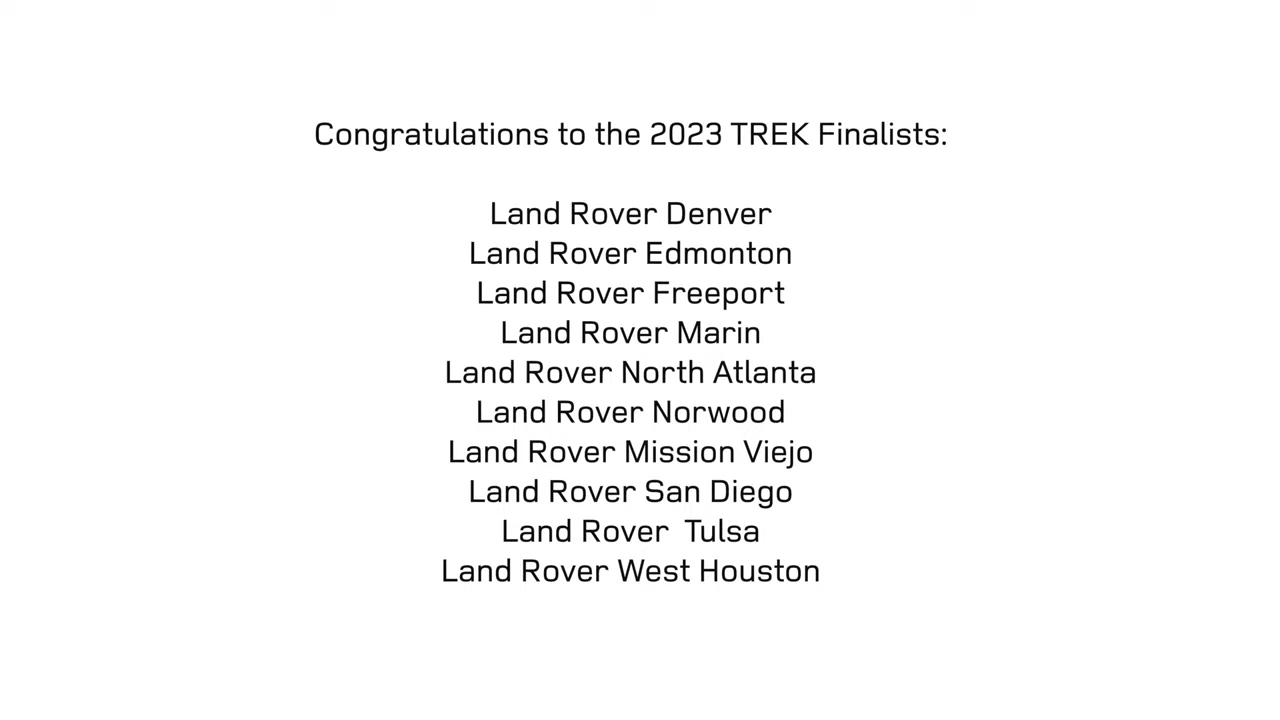 Congratulations to the 2023 TREK Finalists:
Land Rover Denver
Land Rover Edmonton
Land Rover Freeport
Land Rover Marin
Land Rover North Atlanta
Land Rover Norwood
Land Rover Mission Viejo
Land Rover San Diego
Land Rover  Tulsa
Land Rover West Houston